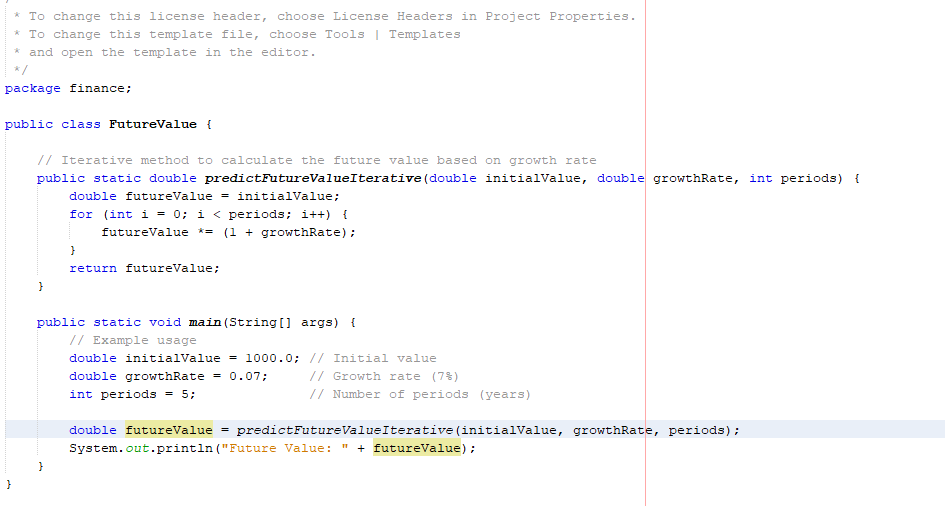 * To change this license header, choose License Headers in Project Properties.
 * To change this template file, choose Tools | Templates
 * and open the template in the editor.
 */
package finance;

public class FutureValue {

    // Iterative method to calculate the future value based on growth rate
    public static double predictFutureValueIterative(double initialValue, double growthRate, int periods) {
        double futureValue = initialValue;
        for (int i = 0; i < periods; i++) {
            futureValue *= (1 + growthRate);
        }
        return futureValue;
    }

    public static void main(String[] args) {
        // Example usage
        double initialValue = 1000.0; // Initial value
        double growthRate = 0.07;     // Growth rate (7%)
        int periods = 5;              // Number of periods (years)

        double futureValue = predictFutureValueIterative(initialValue, growthRate, periods);
        System.out.println("Future Value: " + futureValue);
    }
}